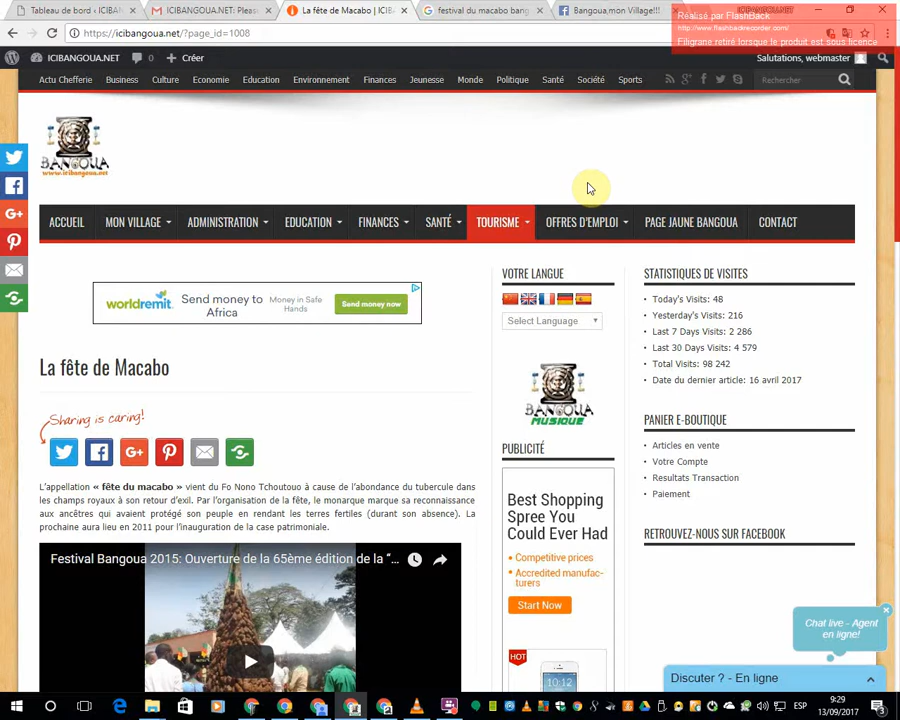 Tableau de bord ‹ ICIBA
ICIBANGOUA.NET: Pleas
La fête de Macabo | ICI
festival du macabo bang
Bangoua,mon Village!!!
Réalisé par FlashBack
http://www.flashbackrecorder.com/
Filigrane retiré lorsque le produit est sous licence
https://icibangoua.net/?page_id=1008
ICIBANGOUA.NET 0 Créer
Salutations, webmaster
Actu Chefferie Business Culture Economie Education Environnement Finances Jeunesse Monde Politique Santé Société Sports
Rechercher
BANGOUA
www.icibangoua.net
ACCUEIL MON VILLAGE ADMINISTRATION EDUCATION FINANCES SANTÉ TOURISME OFFRES D'EMPLOI PAGE JAUNE BANGOUA CONTACT
worldremit
Send money to
Africa
Money in Safe
Hands
Send money now
La fête de Macabo
Sharing is caring!
L'appellation « fête du macabo » vient du Fo Nono Tchoutouo à cause de l'abondance du tubercule dans
les champs royaux à son retour d'exil. Par l'organisation de la fête, le monarque marque sa reconnaissance
aux ancêtres qui avaient protégé son peuple en rendant les terres fertiles (durant son absence). La
prochaine aura lieu en 2011 pour l'inauguration de la case patrimoniale.
Festival Bangoua 2015: Ouverture de la 65ème édition de la "...
VOTRE LANGUE
Select Language
BANGOUA
MUSIQUE
PUBLICITÉ
Best Shopping
Spree You
Could Ever Had
Competitive prices
Accredited manufac-
turers
Start Now
HOT
10:12
STATISTIQUES DE VISITES
Today's Visits: 48
Yesterday's Visits: 216
Last 7 Days Visits: 2 286
Last 30 Days Visits: 4 579
Total Visits: 98 242
Date du dernier article: 16 avril 2017
PANIER E-BOUTIQUE
Articles en vente
Votre Compte
Resultats Transaction
Paiement
RETROUVEZ-NOUS SUR FACEBOOK
Chat live - Agent
en ligne!
Discuter ? - En ligne
ESP
9:29
13/09/2017
3